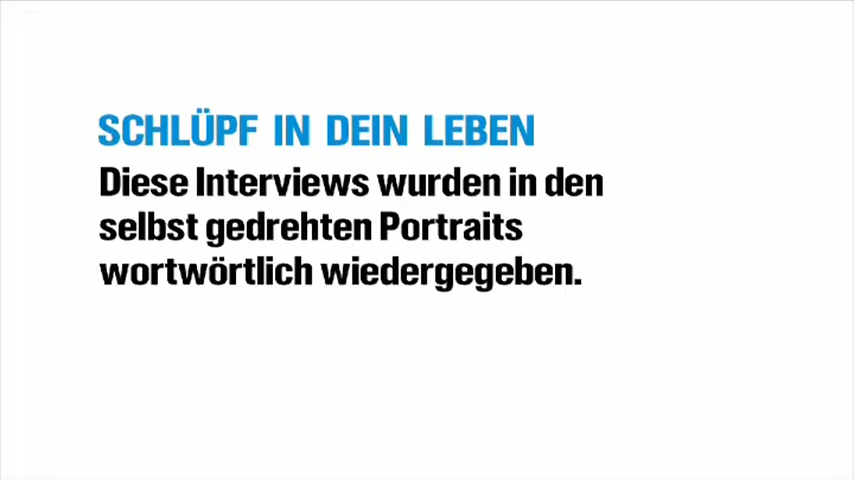 SCHLÜPF IN DEIN LEBEN
Diese Interviews wurden in den
selbst gedrehten Portraits
wortwörtlich wiedergegeben.